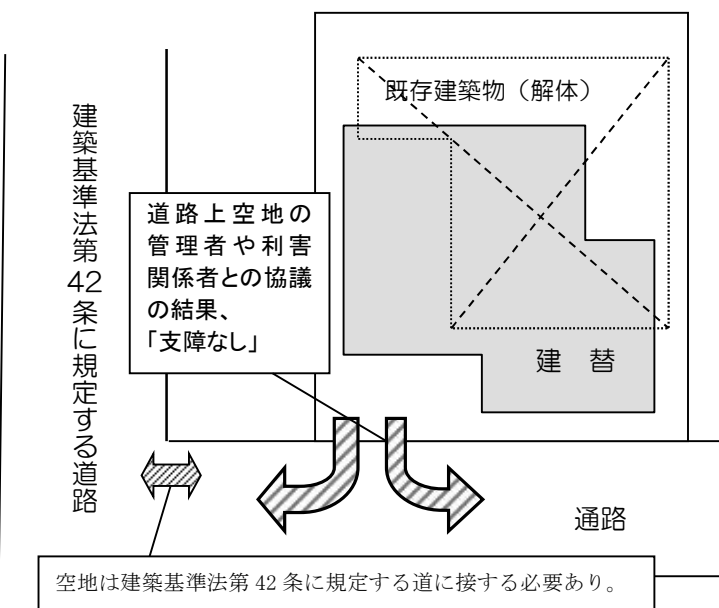 既存建築物（解体）
建築基準法第42条に規定する道路
道路上空地の
管理者や利害
関係者との協議
の結果、
「支障なし」
建　替
通路
空地は建築基準法第 42 条に規定する道に接する必要あり。